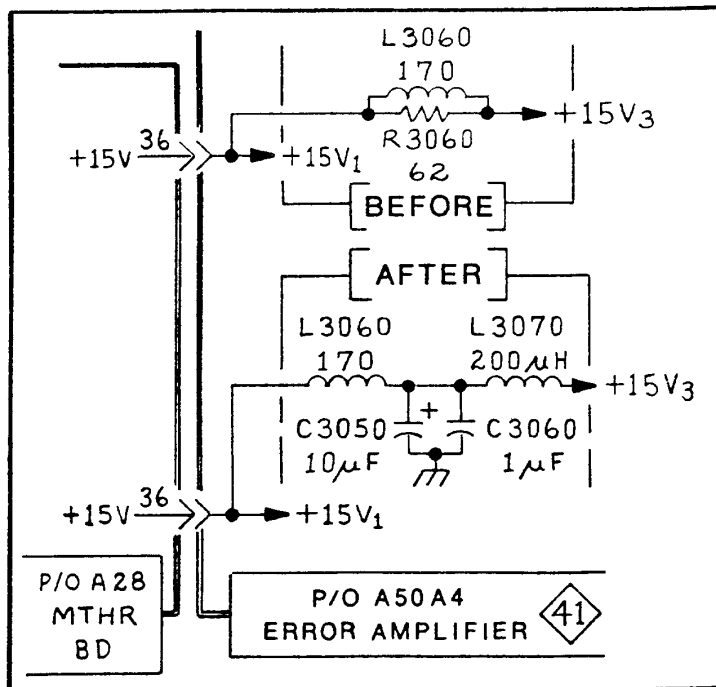 L3060
170
+15V3
36
+15V
+15V1
R3060
62
BEFORE
AFTER
L3060
170
L3070
200µH
+15V3
C3050
10µF
+
C3060
1µF
36
+15V
+15V1
P/O A28
MTHR
BD
P/O A50A4
ERROR AMPLIFIER
41